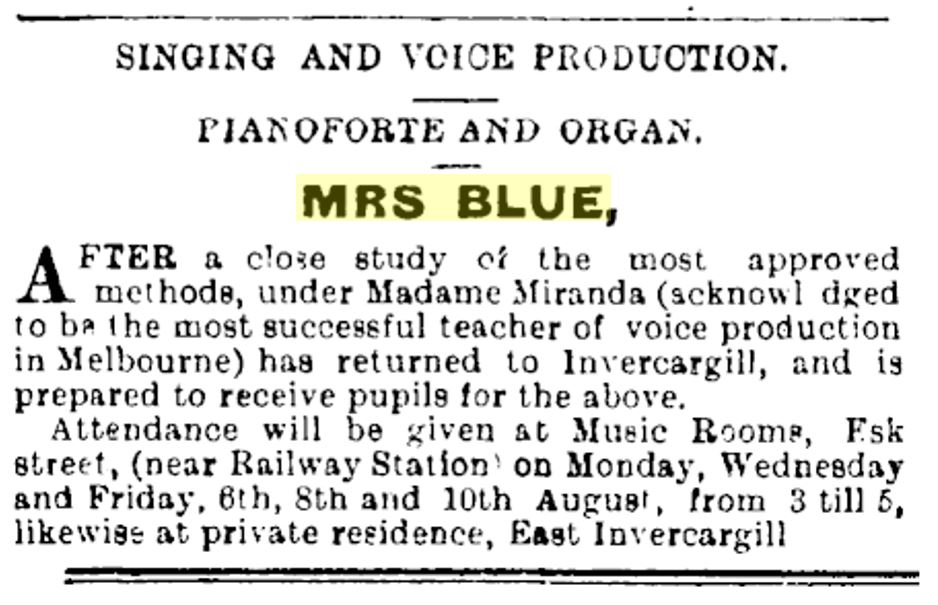 SINGING AND VOICE PRODUCTION.
PIANOFORTE AND ORGAN.
MRS BLUE,
AFTER a close study of the most approved
methods, under Madame Miranda (acknowl dged
to be the most successful teacher of voice production
in Melbourne) has returned to Invercargill, and is
prepared to receive pupils for the above.
Attendance will be given at Music Rooms, Esk
street, (near Railway Station) on Monday, Wednesday
and Friday, 6th, 8th and 10th August, from 3 till 5,
likewise at private residence, East Invercargill